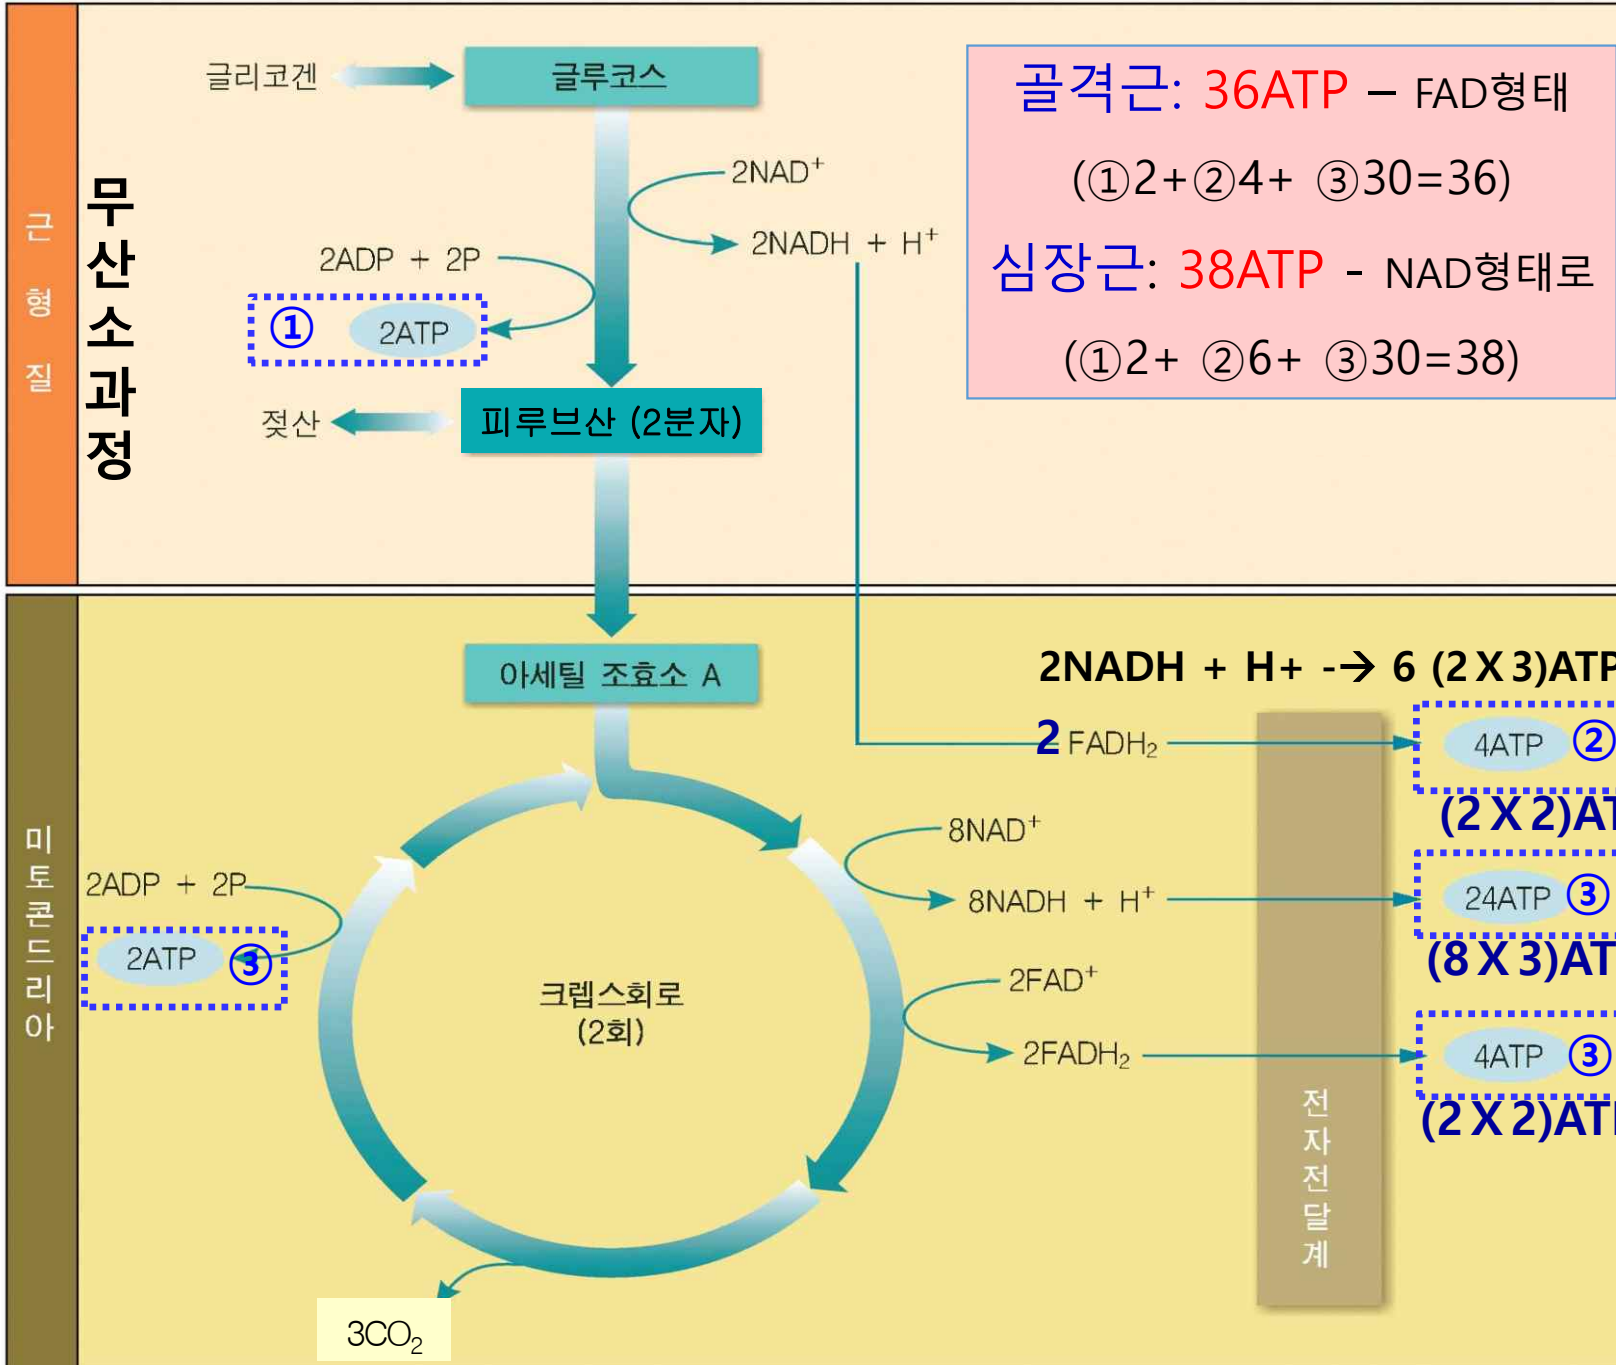 근형질
무산소과정
글리코겐
글루코스
2NAD⁺
2NADH + H⁺
2ADP + 2P
① 2ATP
젖산
피루브산 (2분자)
골격근: 36ATP – FAD형태
(①2+②4+ ③30=36)
심장근: 38ATP - NAD형태로
(①2+ ②6+ ③30=38)
미토콘드리아
아세틸 조효소 A
2NADH + H+ -→ 6 (2 X 3)ATP
2 FADH₂
4ATP ②
(2 X 2)AT
8NAD⁺
8NADH + H⁺
24ATP ③
(8 X 3)AT
2ADP + 2P
2ATP ③
크렙스회로
(2회)
2FAD⁺
2FADH₂
4ATP ③
(2 X 2)ATP
전자전달계
3CO₂